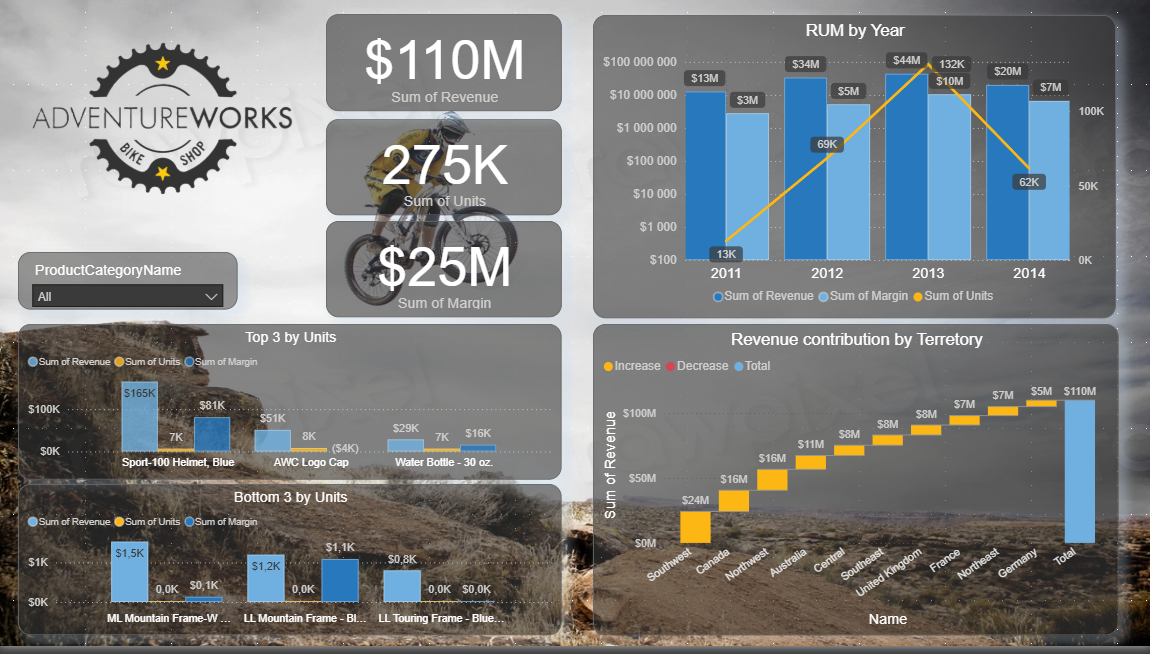 ADVENTUREWORKS
BIKE SHOP
$110M
Sum of Revenue
275K
Sum of Units
$25M
Sum of Margin
ProductCategoryName
All
RUM by Year
$100 000 000
$10 000 000
$1 000 000
$100 000
$10 000
$1 000
$100
100K
50K
0K
$13M
$3M
$34M
$5M
$44M
$10M
$20M
$7M
13K
69K
132K
62K
2011 2012 2013 2014
Sum of Revenue Sum of Margin Sum of Units
Top 3 by Units
Sum of Revenue Sum of Units Sum of Margin
$100K
$0K
$165K
7K
$81K
$51K
8K
($4K)
$29K
7K
$16K
Sport-100 Helmet, Blue
AWC Logo Cap
Water Bottle - 30 oz.
Bottom 3 by Units
Sum of Revenue Sum of Units Sum of Margin
$1K
$0K
$1,5K
0,0K
$0,1K
$1,2K
0,0K
$1,1K
$0,8K
0,0K
$0,0K
ML Mountain Frame-W ...
LL Mountain Frame - Bl...
LL Touring Frame - Blue...
Revenue contribution by Terretory
Increase Decrease Total
Sum of Revenue
$100M
$50M
$0M
$24M
$16M
$16M
$11M
$8M
$8M
$8M
$7M
$7M
$5M
$110M
Southwest
Canada
Northwest
Australia
Central
Southeast
United Kingdom
France
Northeast
Germany
Total
Name